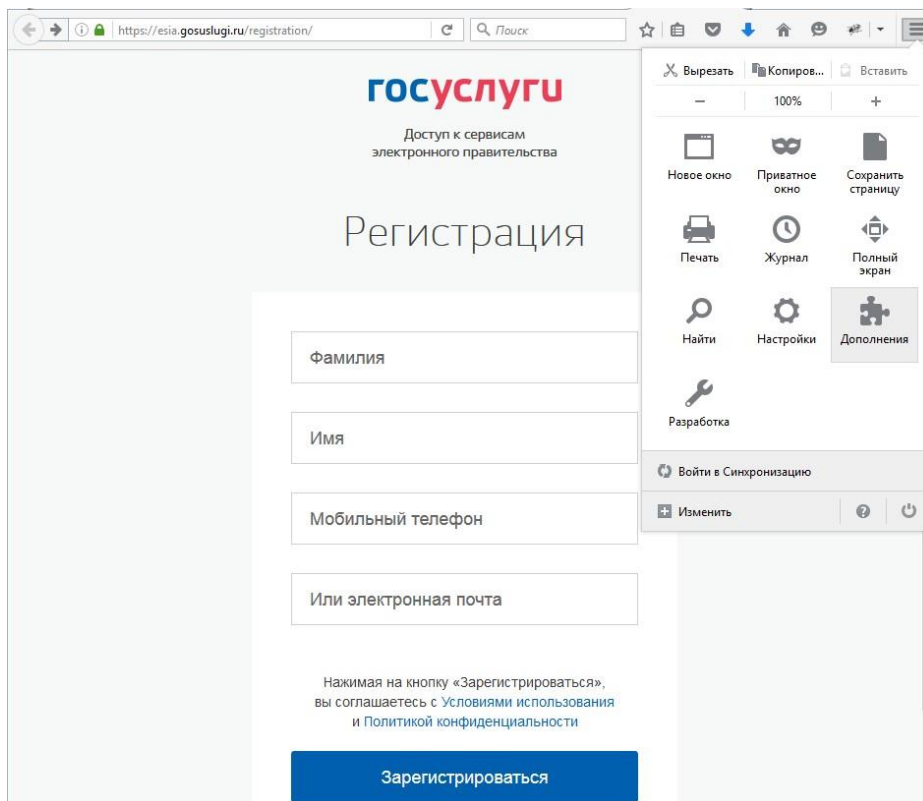 https://esia.gosuslugi.ru/registration/
Поиск
госуслуги
Доступ к сервисам
электронного правительства
Регистрация
Фамилия
Имя
Мобильный телефон
Или электронная почта
Нажимая на кнопку «Зарегистрироваться»,
вы соглашаетесь с Условиями использования
и Политикой конфиденциальности
Зарегистрироваться
Вырезать Копиров... Вставить
− 100% +
Новое окно Приватное окно Сохранить страницу
Печать Журнал Полный экран
Найти Настройки Дополнения
Разработка
Войти в Синхронизацию
Изменить